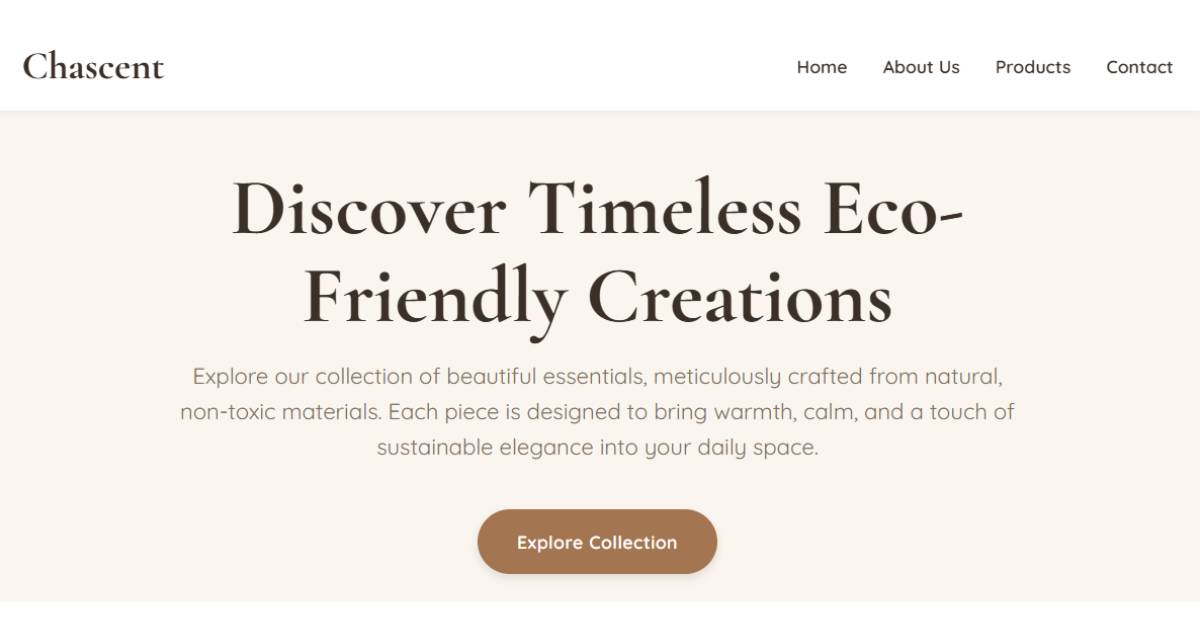 Chascent
Home About Us Products Contact
Discover Timeless Eco-
Friendly Creations
Explore our collection of beautiful essentials, meticulously crafted from natural,
non-toxic materials. Each piece is designed to bring warmth, calm, and a touch of
sustainable elegance into your daily space.
Explore Collection